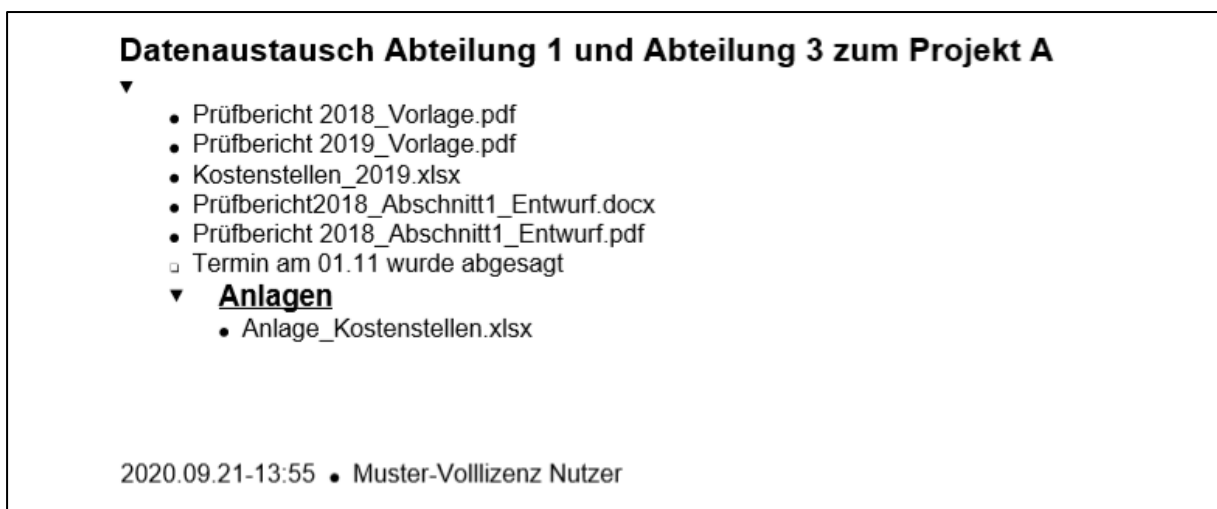 Datenaustausch Abteilung 1 und Abteilung 3 zum Projekt A
▼
● Prüfbericht 2018_Vorlage.pdf
● Prüfbericht 2019_Vorlage.pdf
● Kostenstellen_2019.xlsx
● Prüfbericht2018_Abschnitt1_Entwurf.docx
● Prüfbericht 2018_Abschnitt1_Entwurf.pdf
□ Termin am 01.11 wurde abgesagt
▼ Anlagen
● Anlage_Kostenstellen.xlsx
2020.09.21-13:55 ● Muster-Volllizenz Nutzer